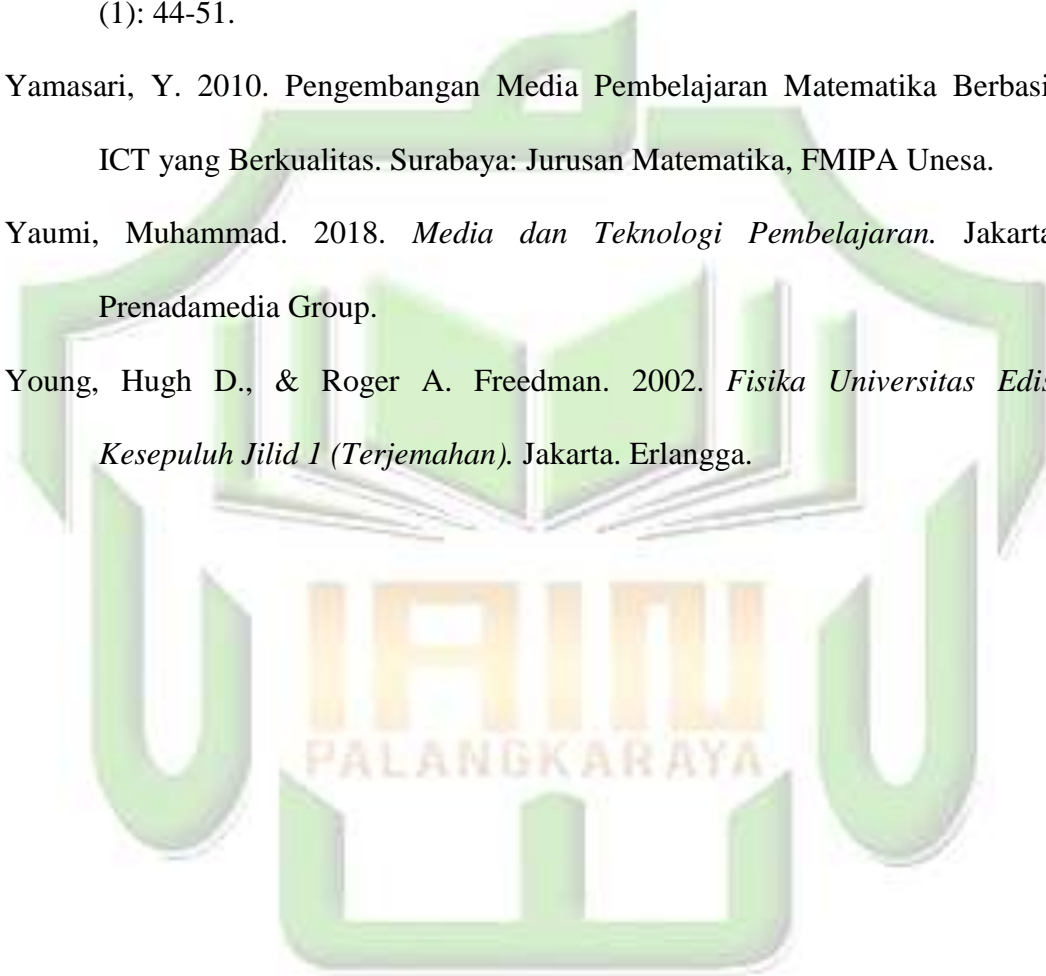 (1): 44-51.
Yamasari, Y. 2010. Pengembangan Media Pembelajaran Matematika Berbasi
ICT yang Berkualitas. Surabaya: Jurusan Matematika, FMIPA Unesa.
Yaumi, Muhammad. 2018. Media dan Teknologi Pembelajaran. Jakarta
Prenadamedia Group.
Young, Hugh D., & Roger A. Freedman. 2002. Fisika Universitas Edis
Kesepuluh Jilid 1 (Terjemahan). Jakarta. Erlangga.
IAIN
PALANGKARAYA